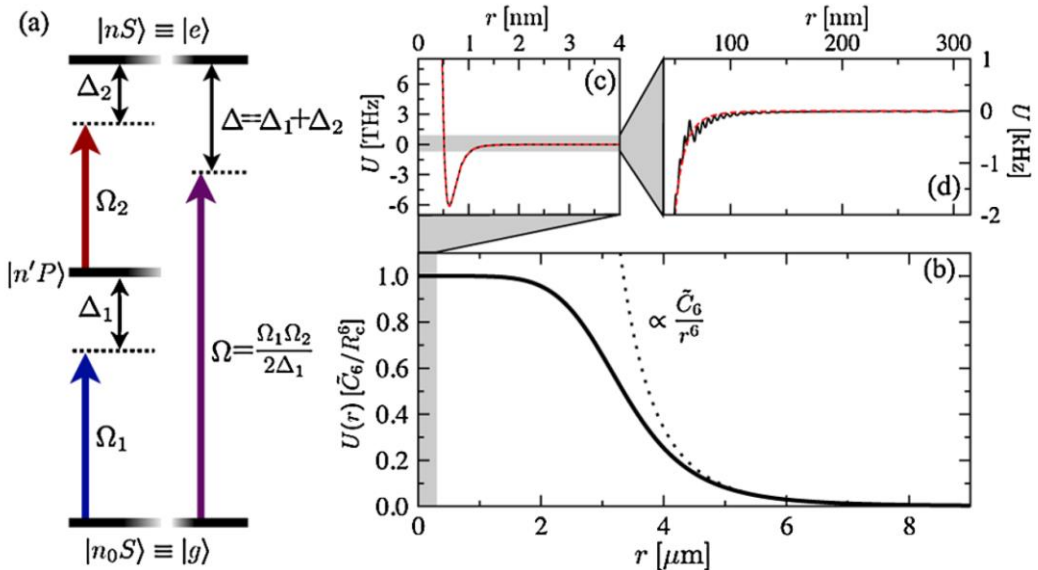 (a)
|nS⟩ ≡ |e⟩
Δ₂
Δ=Δ₁+Δ₂
Ω₂
|n′P⟩
Δ₁
Ω=Ω₁Ω₂/2Δ₁
Ω₁
|n₀S⟩ ≡ |g⟩
r [nm]
0 1 2 3 4
(c)
U [THz]
6
3
0
-3
-6
r [nm]
100 200 300
1
0
-1
-2
U [kHz]
(d)
(b)
∝ C̃₆/r⁶
U(r) [C̃₆/R_c⁶]
1.0
0.8
0.6
0.4
0.2
0.0
0 2 4 6 8
r [μm]